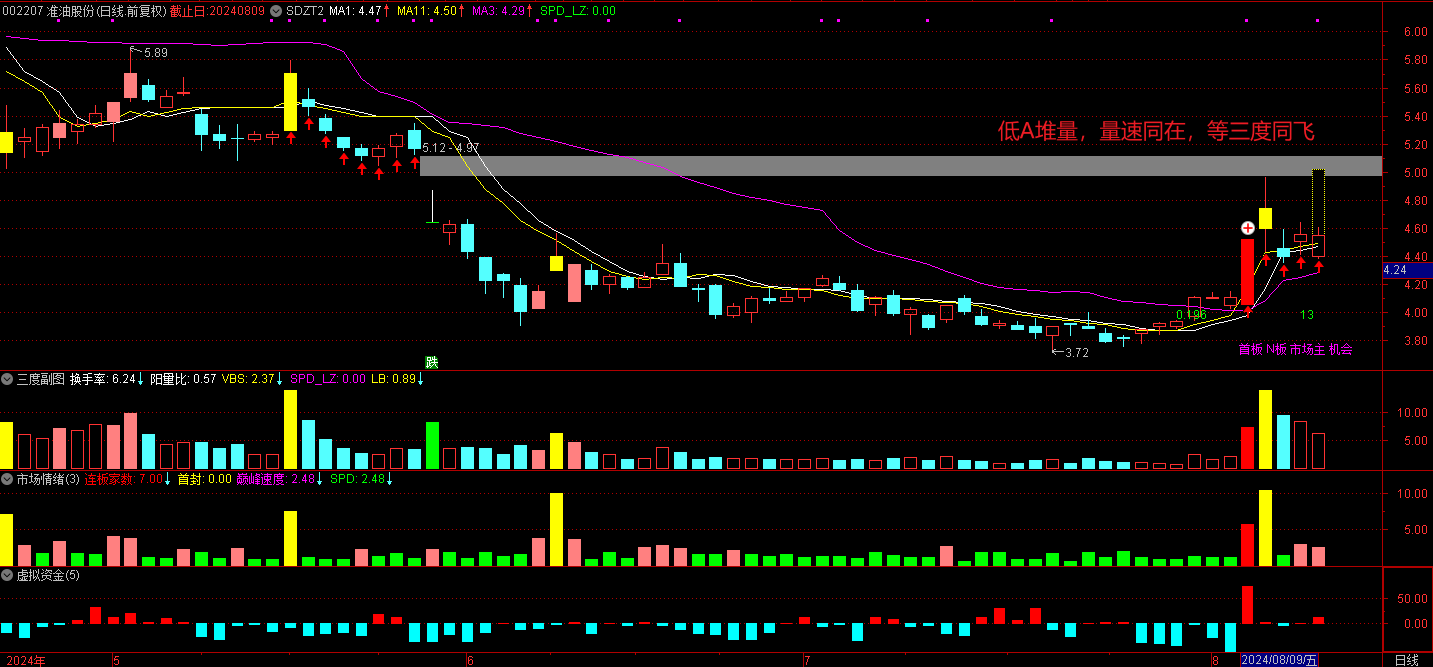 002207 准油股份(日线.前复权) 截止日:20240809 SDZT2 MA1: 4.47↑ MA11: 4.50↑ MA3: 4.29↑ SPD_LZ: 0.00
6.00
5.89
5.80
5.60
5.40
低A堆量，量速同在，等三度同飞
5.12 - 4.97
5.20
5.00
4.80
4.60
4.40
4.24
4.20
0.196 13
4.00
3.72
首板 N板 市场主 机会
3.80
跌
三度副图 换手率: 6.24↓ 阳量比: 0.57 VBS: 2.37↓ SPD_LZ: 0.00 LB: 0.89↓
10.00
5.00
市场情绪(3) 连板家数: 7.00↓ 首封: 0.00 巅峰速度: 2.48↓ SPD: 2.48↓
10.00
5.00
虚拟资金(5)
50.00
0.00
2024年 5 6 7 8 2024/08/09/五 日线